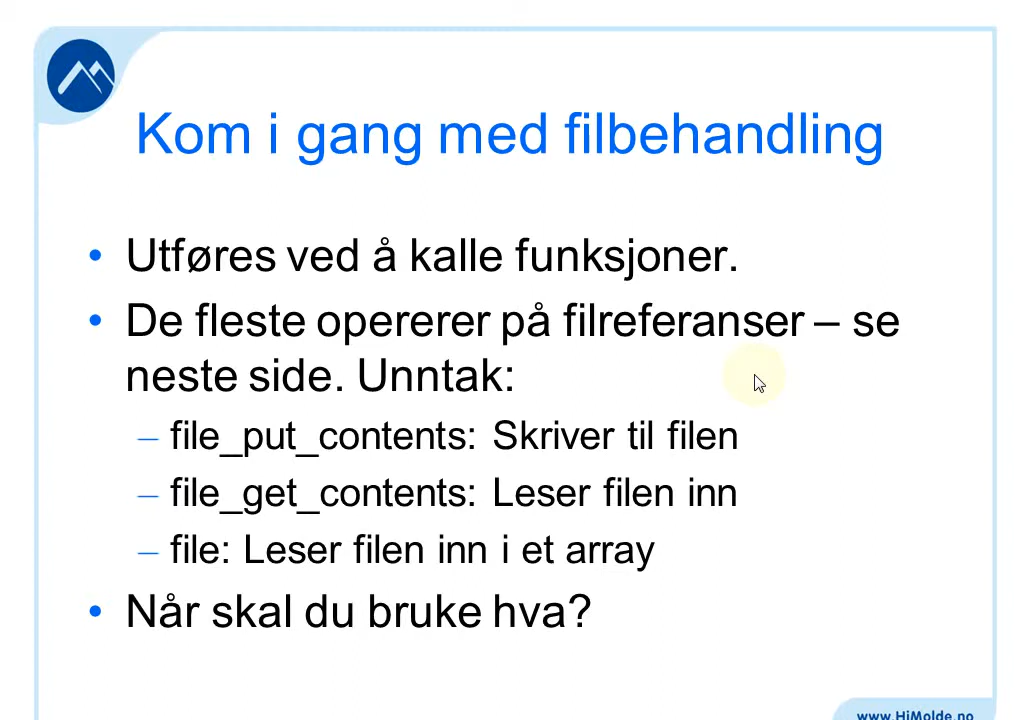 Kom i gang med filbehandling
• Utføres ved å kalle funksjoner.
• De fleste opererer på filreferanser – se
neste side. Unntak:
– file_put_contents: Skriver til filen
– file_get_contents: Leser filen inn
– file: Leser filen inn i et array
• Når skal du bruke hva?
www.HiMolde.no